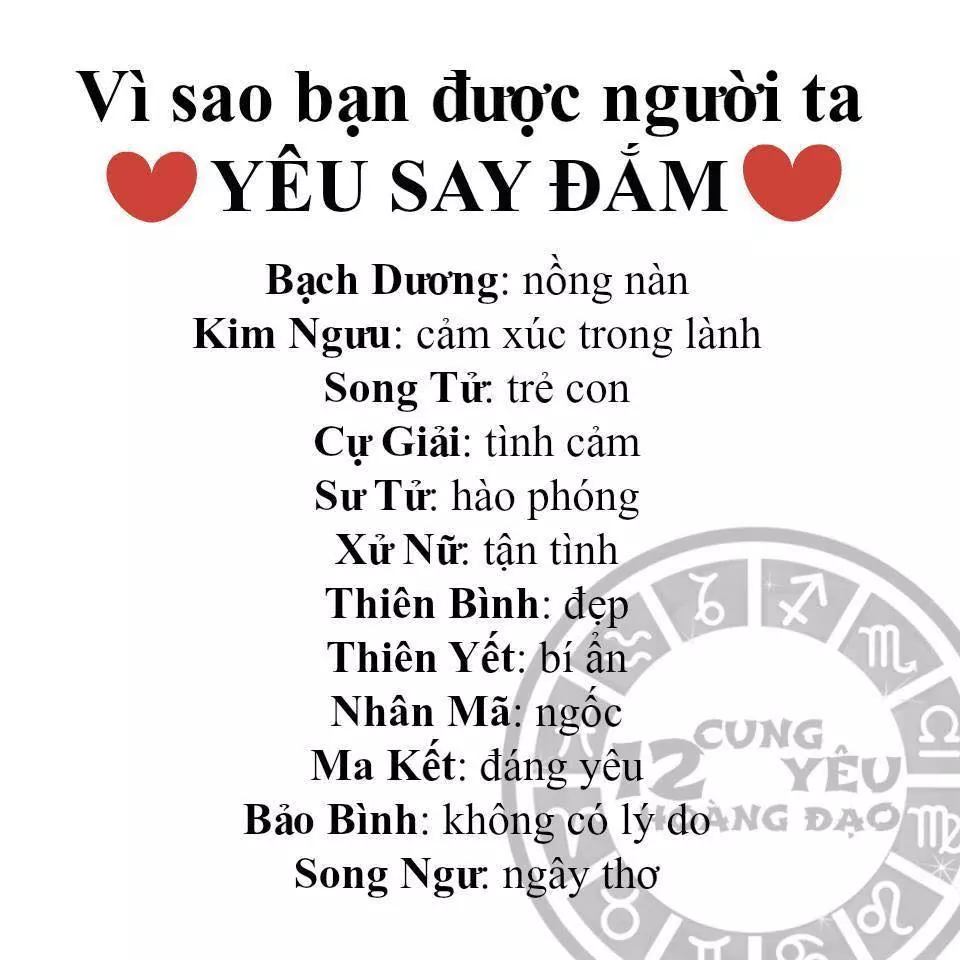 Vì sao bạn được người ta
YÊU SAY ĐẮM
Bạch Dương: nồng nàn
Kim Ngưu: cảm xúc trong lành
Song Tử: trẻ con
Cự Giải: tình cảm
Sư Tử: hào phóng
Xử Nữ: tận tình
Thiên Bình: đẹp
Thiên Yết: bí ẩn
Nhân Mã: ngốc
Ma Kết: đáng yêu
Bảo Bình: không có lý do
Song Ngư: ngây thơ
12 CUNG YÊU
HOÀNG ĐẠO